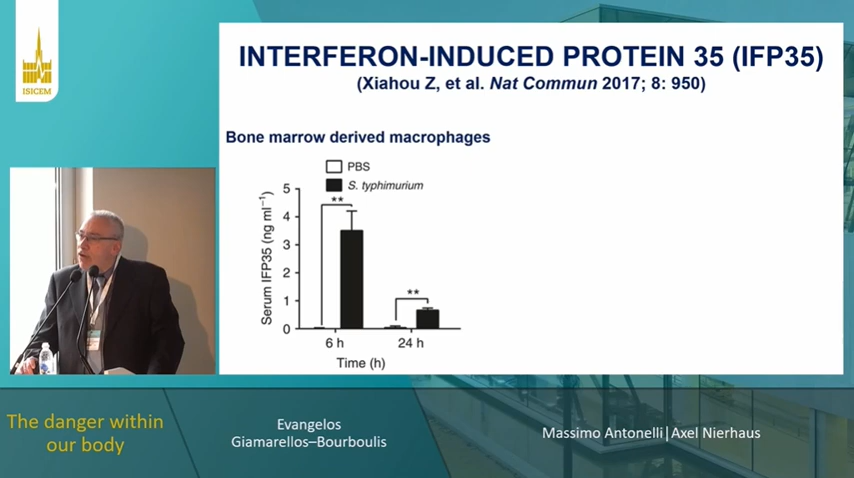 ISICEM
INTERFERON-INDUCED PROTEIN 35 (IFP35)
(Xiahou Z, et al. Nat Commun 2017; 8: 950)
Bone marrow derived macrophages
PBS
S. typhimurium
Serum IFP35 (ng ml⁻¹)
5
4
3
2
1
0
**
**
6 h
24 h
Time (h)
The danger within
our body
Evangelos
Giamarellos–Bourboulis
Massimo Antonelli|Axel Nierhaus